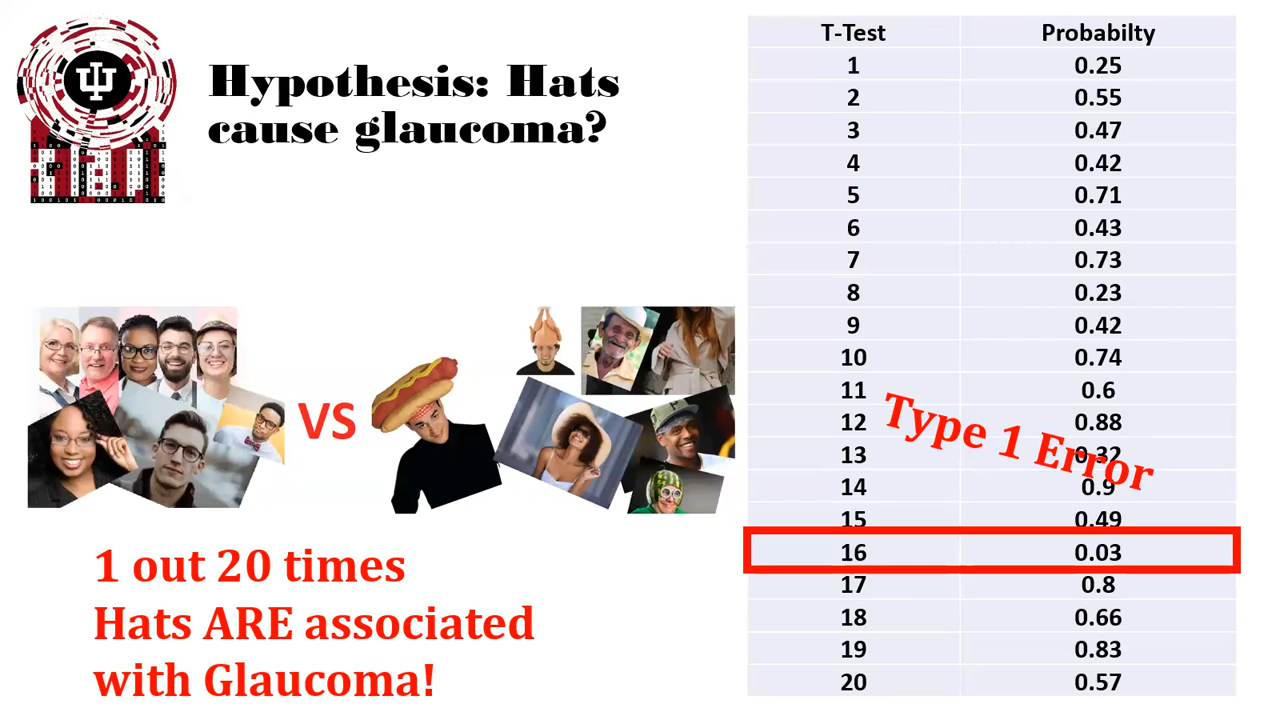 Hypothesis: Hats
cause glaucoma?
VS
1 out 20 times
Hats ARE associated
with Glaucoma!
T-Test Probabilty
1 0.25
2 0.55
3 0.47
4 0.42
5 0.71
6 0.43
7 0.73
8 0.23
9 0.42
10 0.74
11 0.6
12 0.88
13 0.32
14 0.9
15 0.49
16 0.03
17 0.8
18 0.66
19 0.83
20 0.57
Type 1 Error